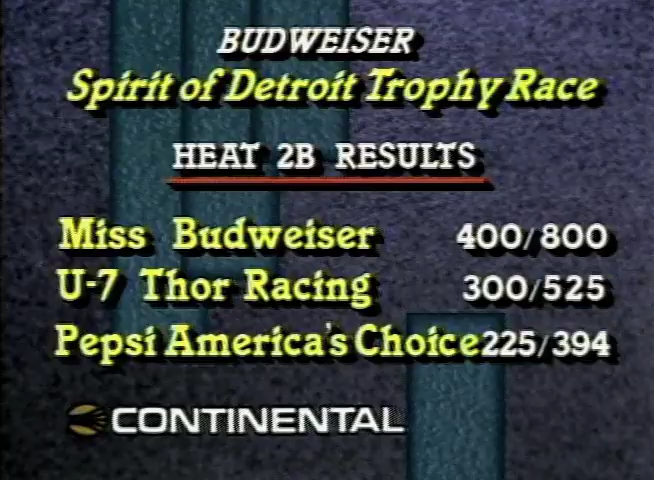 BUDWEISER
Spirit of Detroit Trophy Race
HEAT 2B RESULTS
Miss Budweiser 400/800
U-7 Thor Racing 300/525
Pepsi America's Choice 225/394
CONTINENTAL